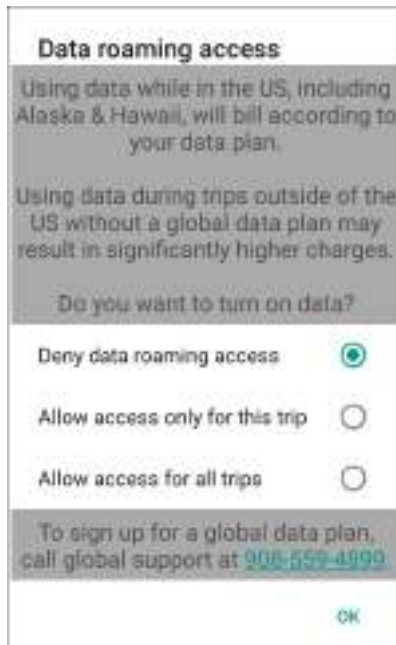 Data roaming access
Using data while in the US, including
Alaska & Hawaii, will bill according to
your data plan.
Using data during trips outside of the
US without a global data plan may
result in significantly higher charges.
Do you want to turn on data?
Deny data roaming access
Allow access only for this trip
Allow access for all trips
To sign up for a global data plan,
call global support at 908-559-4899
OK